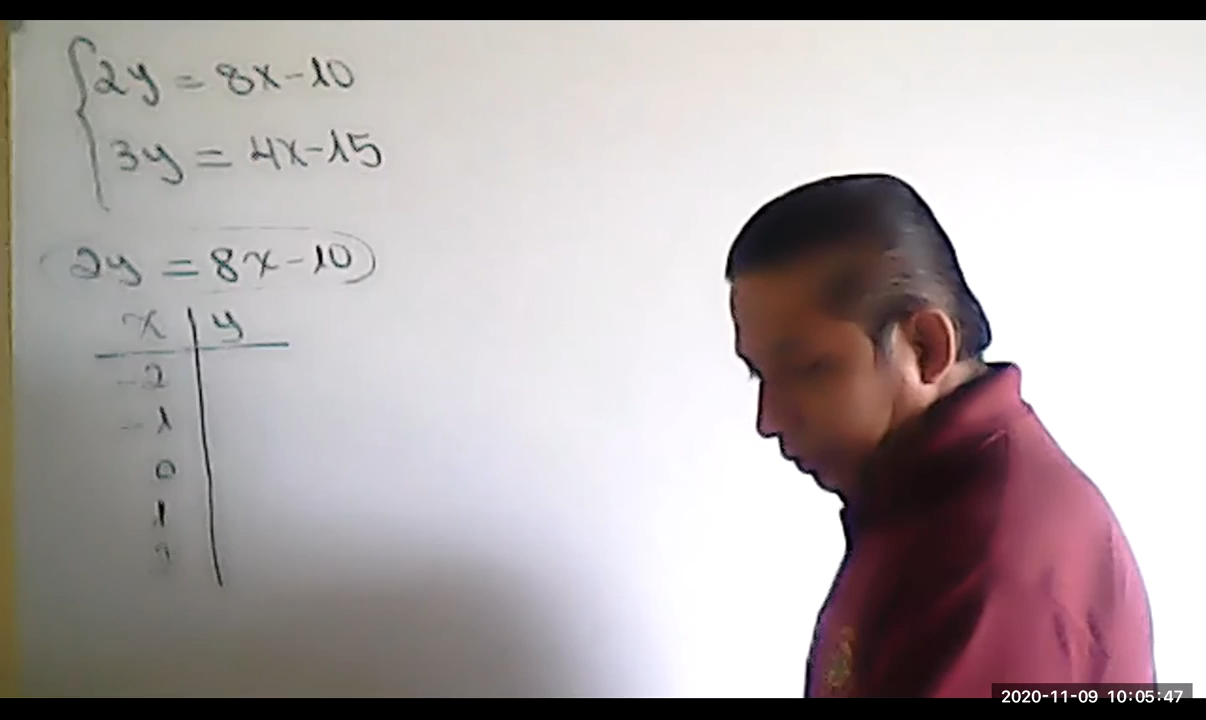 2y = 8x-10
3y = 4x-15
2y = 8x-10
x y
-2
-1
0
1
2020-11-09 10:05:47